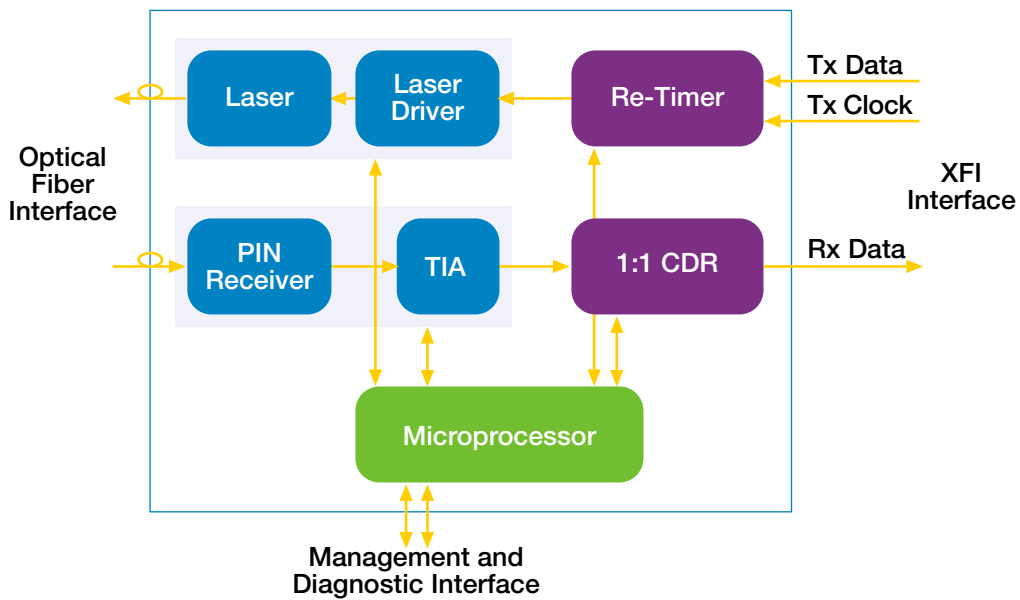 Laser
Laser
Driver
Re-Timer
Tx Data
Tx Clock
Optical
Fiber
Interface
XFI
Interface
PIN
Receiver
TIA
1:1 CDR
Rx Data
Microprocessor
Management and
Diagnostic Interface